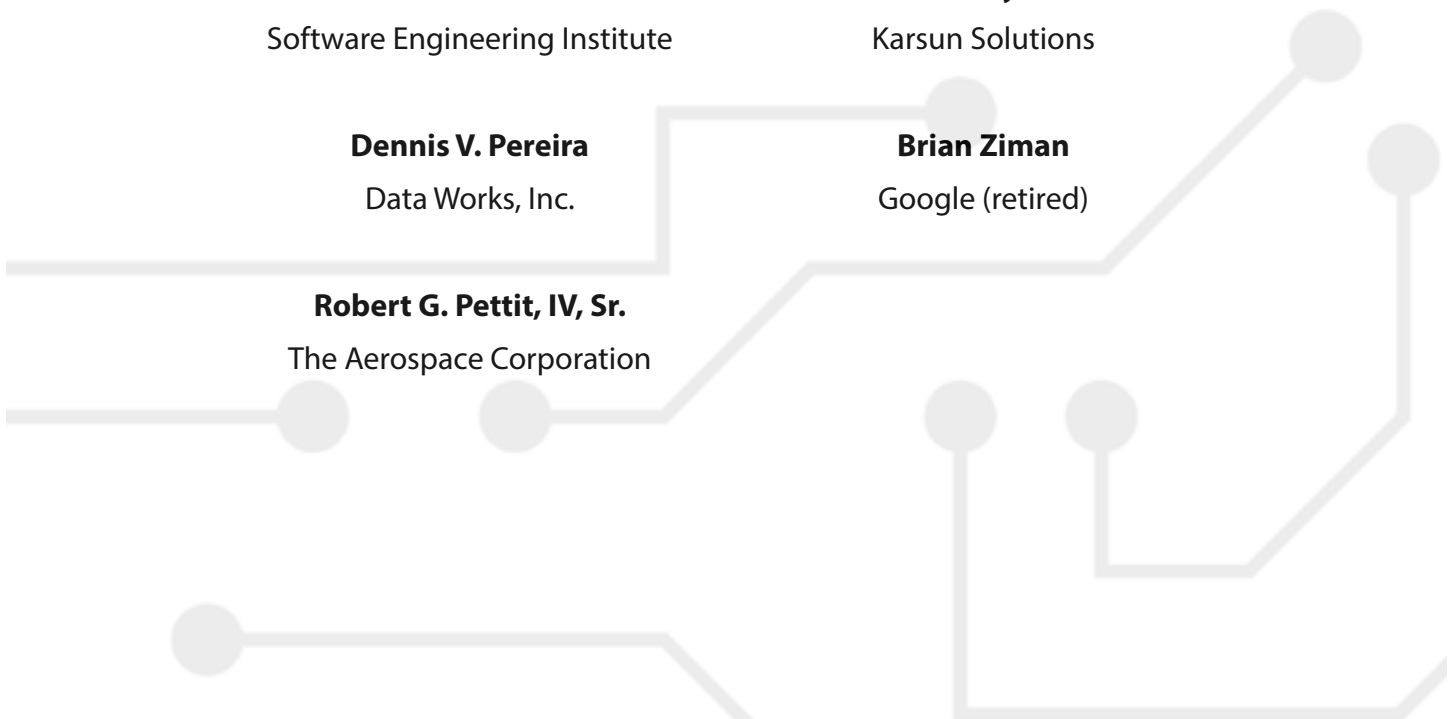 Software Engineering Institute
Karsun Solutions
Dennis V. Pereira
Brian Ziman
Data Works, Inc.
Google (retired)
Robert G. Pettit, IV, Sr.
The Aerospace Corporation